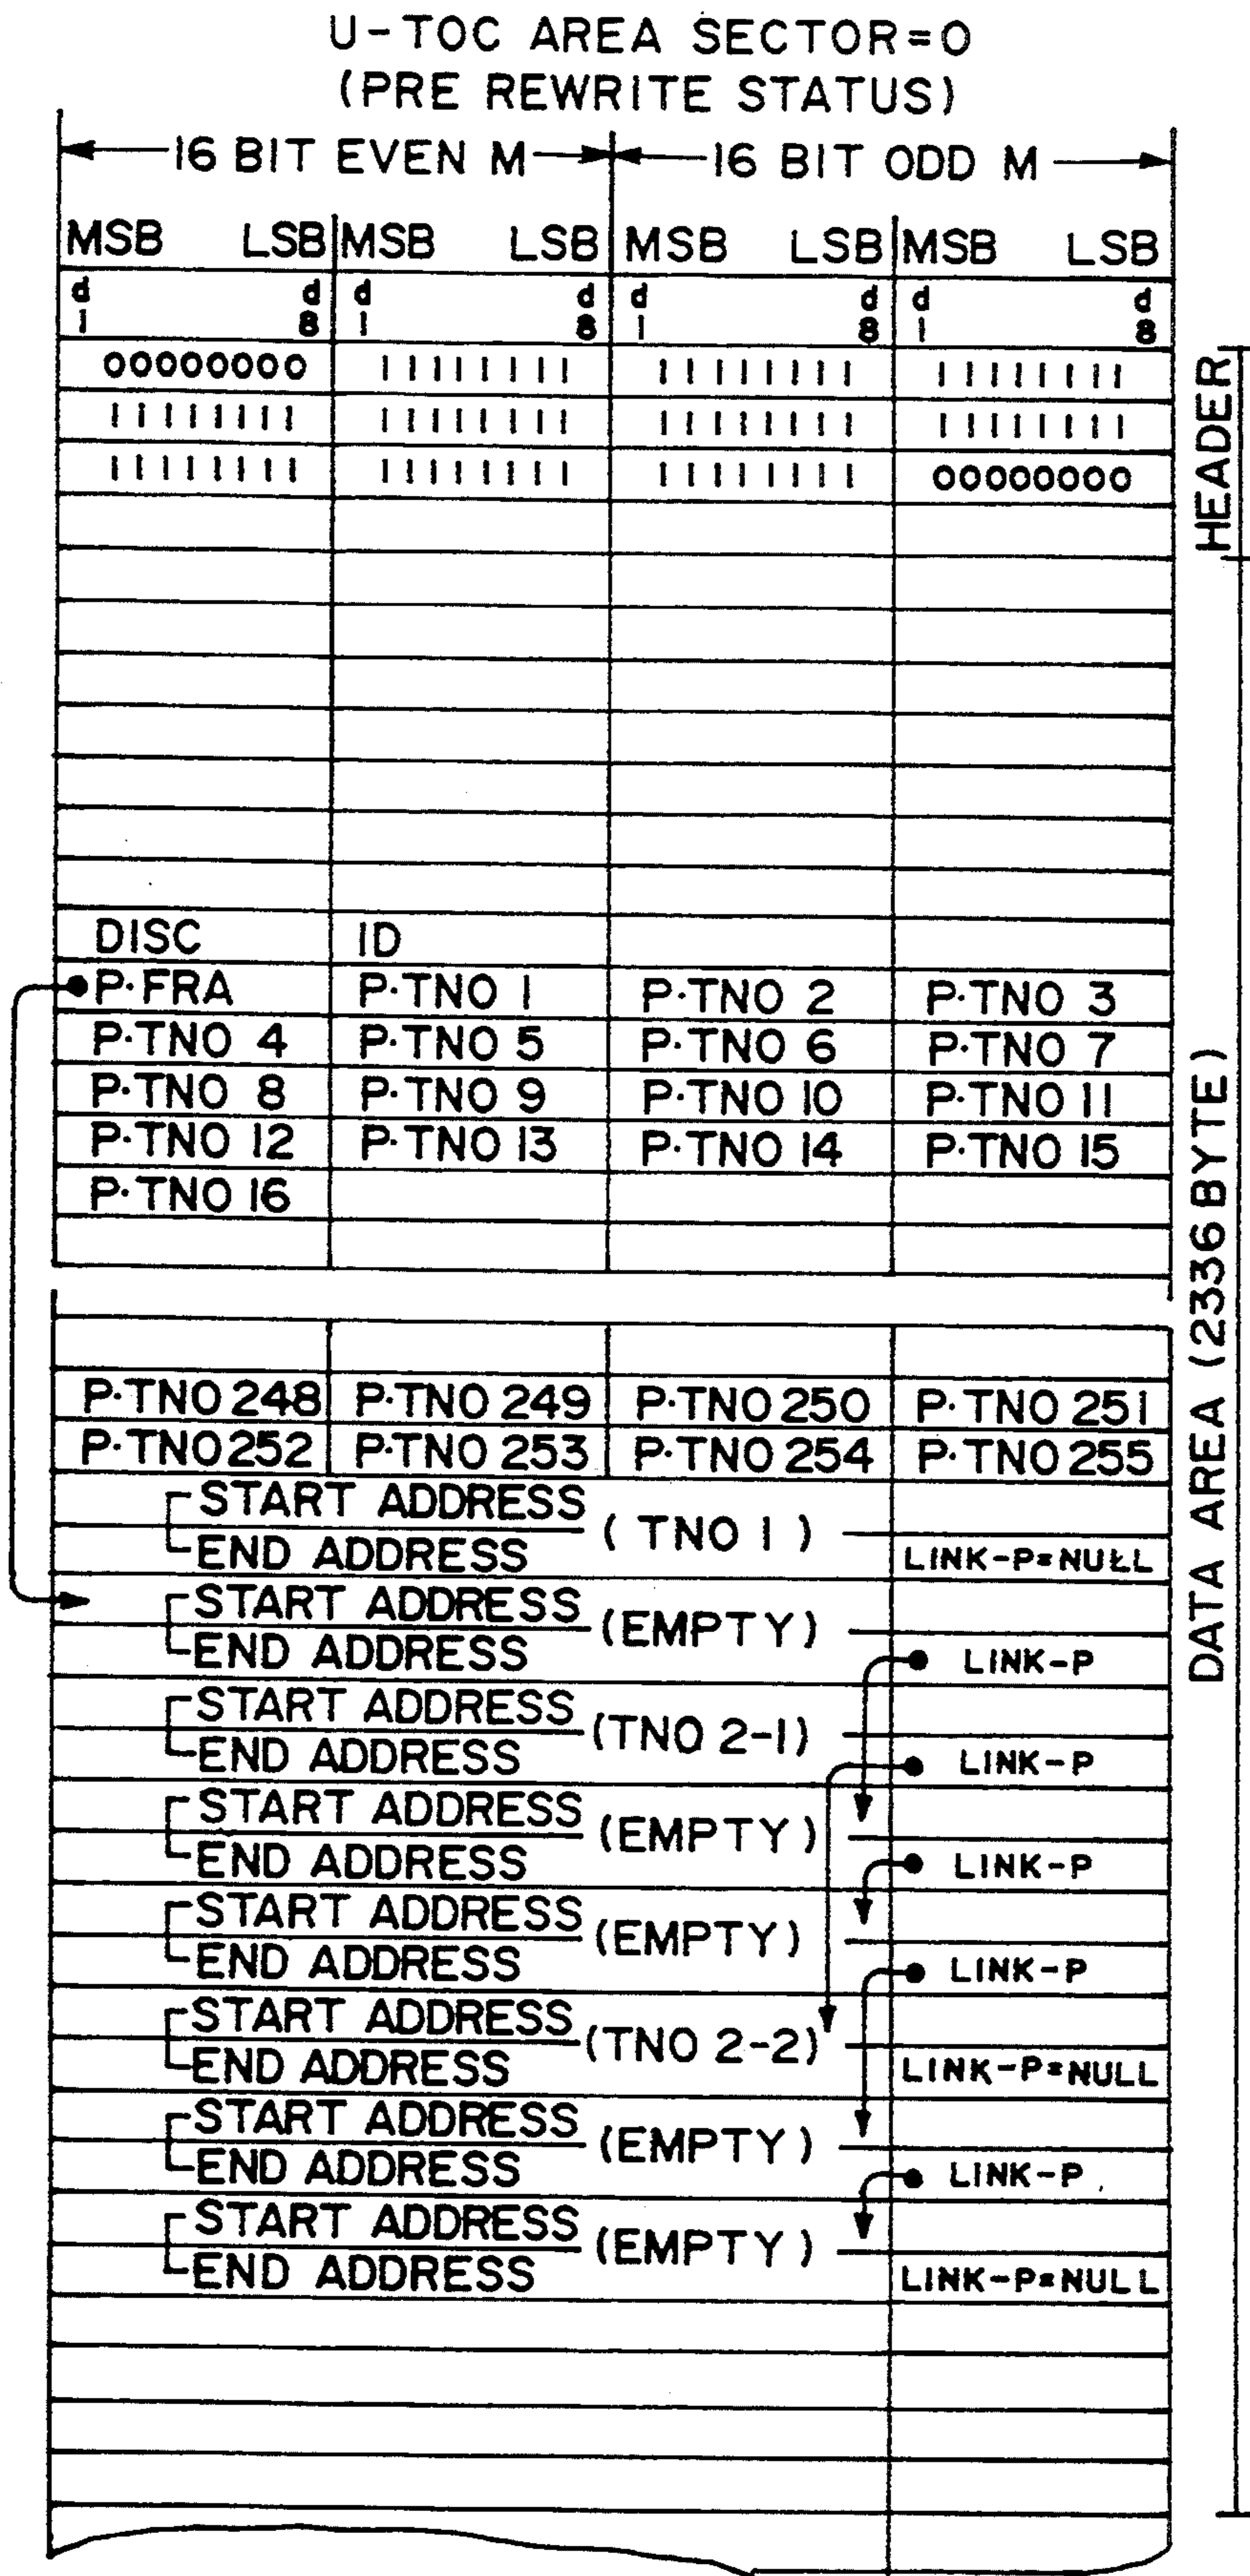 U-TOC AREA SECTOR=0
(PRE REWRITE STATUS)
16 BIT EVEN M 16 BIT ODD M
MSB LSB MSB LSB MSB LSB MSB LSB
d d d d d d d d
1 8 1 8 1 8 1 8
00000000 11111111 11111111 11111111
11111111 11111111 11111111 11111111
11111111 11111111 11111111 00000000
HEADER
DISC ID
P·FRA P·TNO 1 P·TNO 2 P·TNO 3
P·TNO 4 P·TNO 5 P·TNO 6 P·TNO 7
P·TNO 8 P·TNO 9 P·TNO 10 P·TNO 11
P·TNO 12 P·TNO 13 P·TNO 14 P·TNO 15
P·TNO 16
P·TNO 248 P·TNO 249 P·TNO 250 P·TNO 251
P·TNO 252 P·TNO 253 P·TNO 254 P·TNO 255
DATA AREA (2336 BYTE)
START ADDRESS
(TNO 1)
END ADDRESS LINK-P=NULL
START ADDRESS
(EMPTY)
END ADDRESS LINK-P
START ADDRESS
(TNO 2-1)
END ADDRESS LINK-P
START ADDRESS
(EMPTY)
END ADDRESS LINK-P
START ADDRESS
(EMPTY)
END ADDRESS LINK-P
START ADDRESS
(TNO 2-2)
END ADDRESS LINK-P=NULL
START ADDRESS
(EMPTY)
END ADDRESS LINK-P
START ADDRESS
(EMPTY)
END ADDRESS LINK-P=NULL